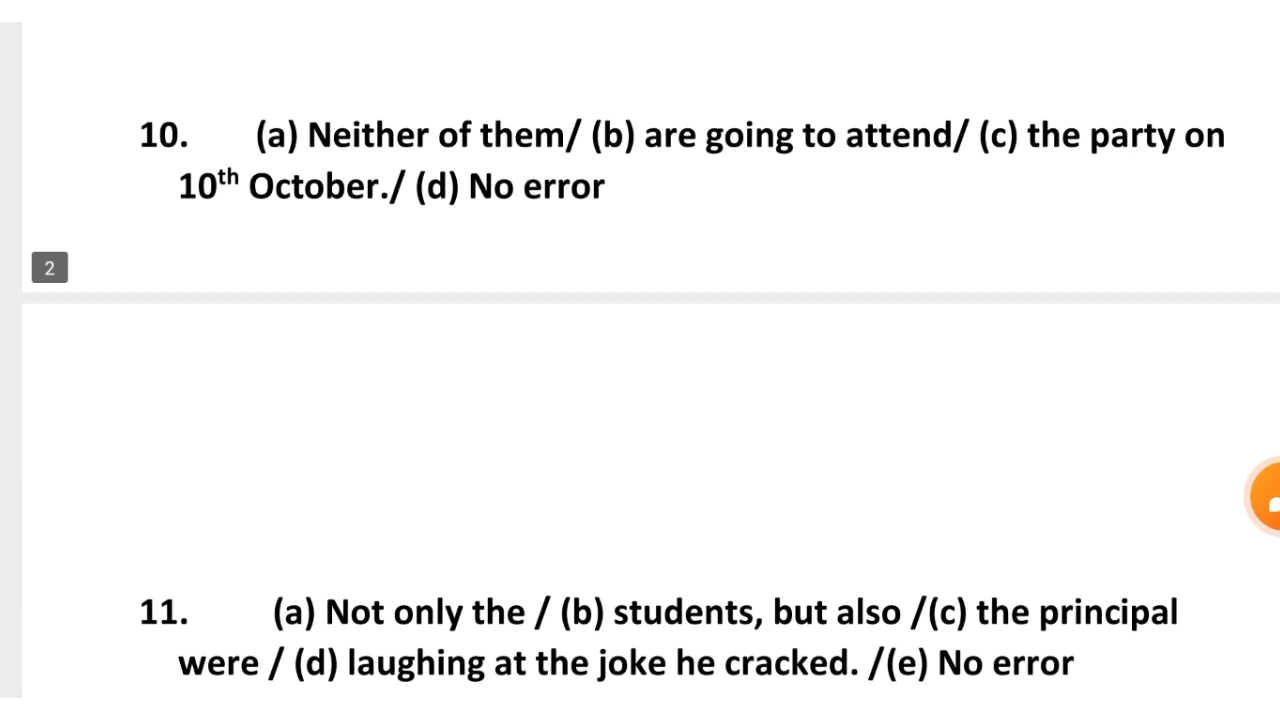 10. (a) Neither of them/ (b) are going to attend/ (c) the party on
10th October./ (d) No error
2
11. (a) Not only the / (b) students, but also /(c) the principal
were / (d) laughing at the joke he cracked. /(e) No error